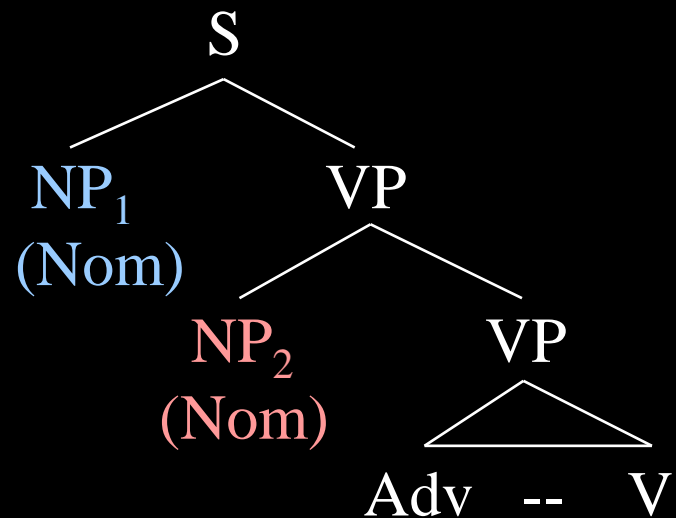 S
NP₁ VP
(Nom)
NP₂ VP
(Nom)
Adv -- V